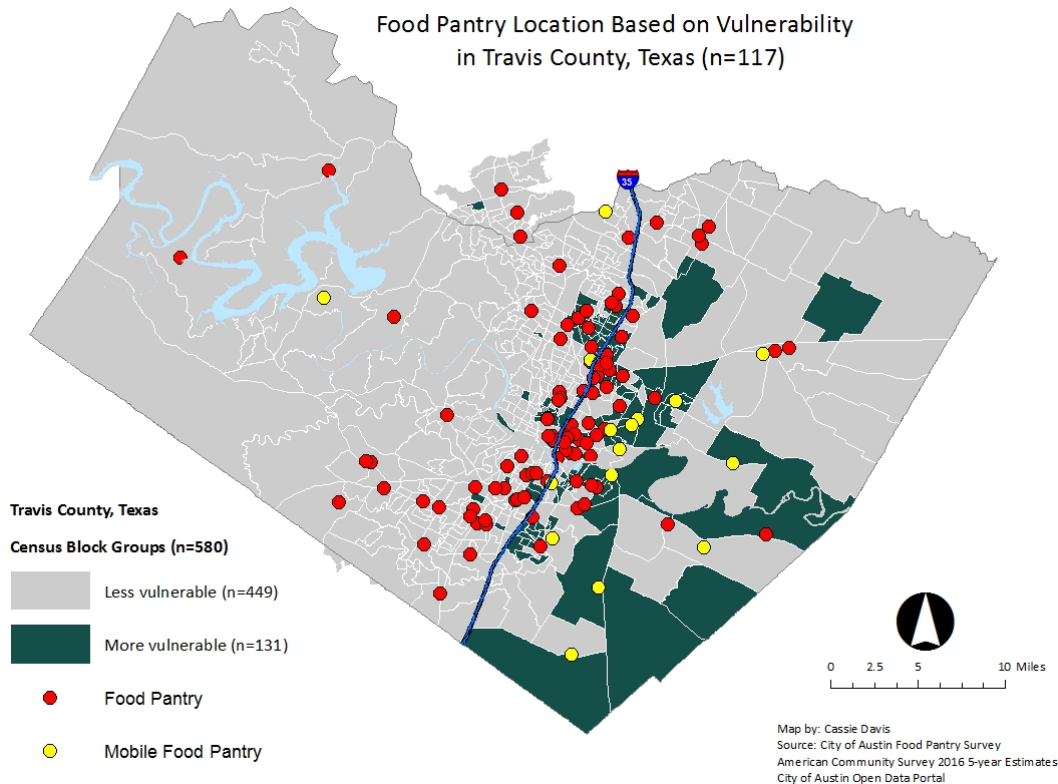 Food Pantry Location Based on Vulnerability
in Travis County, Texas (n=117)
35
Travis County, Texas
Census Block Groups (n=580)
Less vulnerable (n=449)
More vulnerable (n=131)
Food Pantry
Mobile Food Pantry
0 2.5 5 10 Miles
Map by: Cassie Davis
Source: City of Austin Food Pantry Survey
American Community Survey 2016 5-year Estimates
City of Austin Open Data Portal